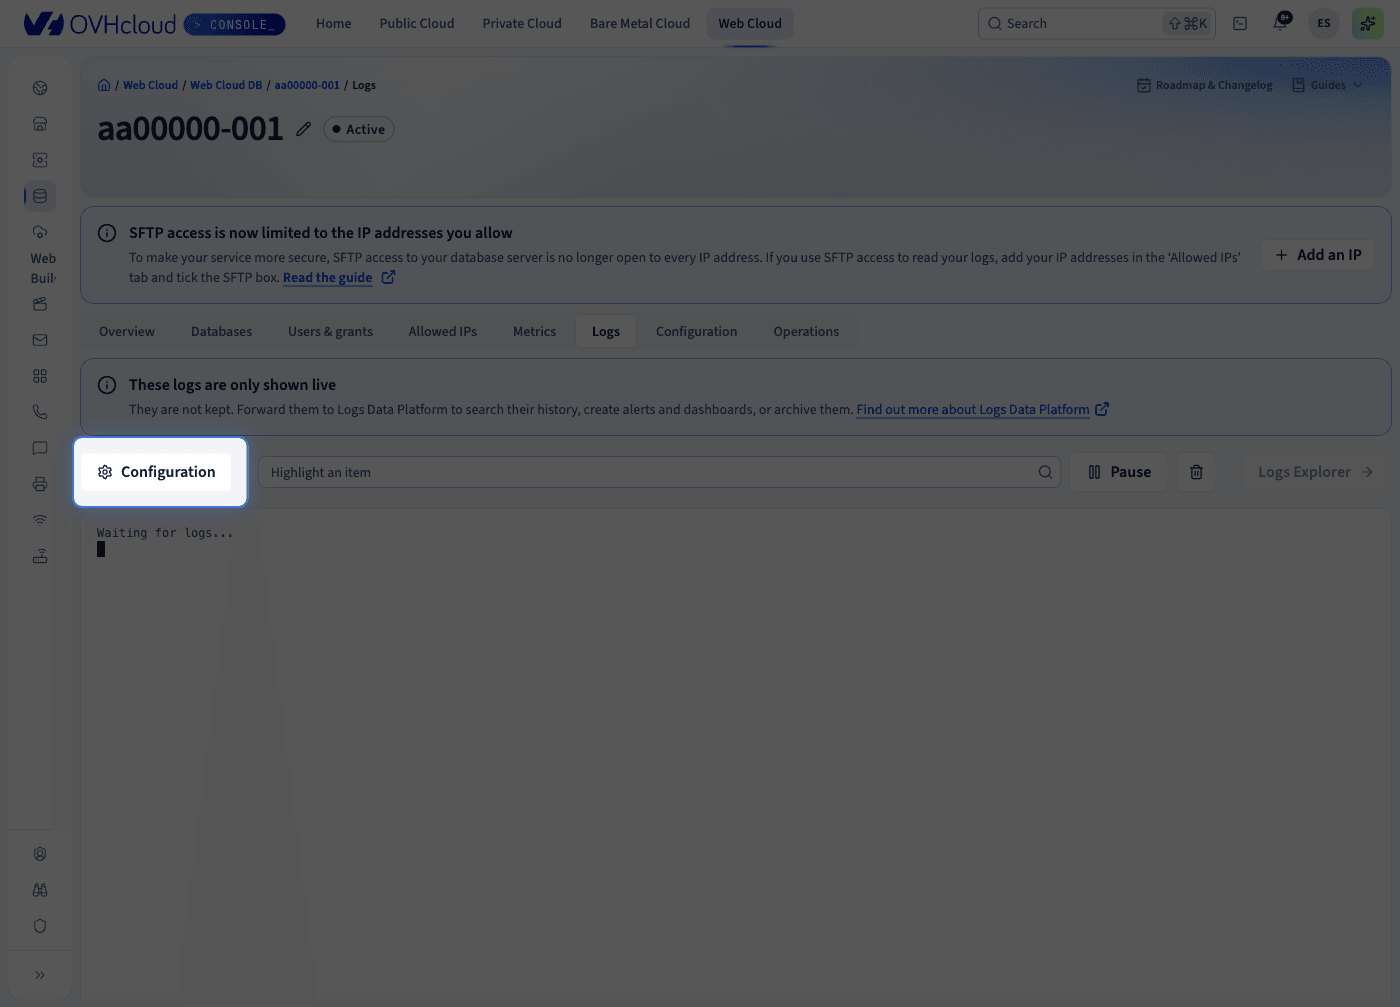 OVHcloud > CONSOLE_ Home Public Cloud Private Cloud Bare Metal Cloud Web Cloud Search ⇧⌘K 9+ ES
/ Web Cloud / Web Cloud DB / aa00000-001 / Logs Roadmap & Changelog Guides
aa00000-001 Active
SFTP access is now limited to the IP addresses you allow
To make your service more secure, SFTP access to your database server is no longer open to every IP address. If you use SFTP access to read your logs, add your IP addresses in the ‘Allowed IPs’
tab and tick the SFTP box. Read the guide
+ Add an IP
Web
Buil
Overview Databases Users & grants Allowed IPs Metrics Logs Configuration Operations
These logs are only shown live
They are not kept. Forward them to Logs Data Platform to search their history, create alerts and dashboards, or archive them. Find out more about Logs Data Platform
Configuration Highlight an item Pause Logs Explorer →
Waiting for logs...